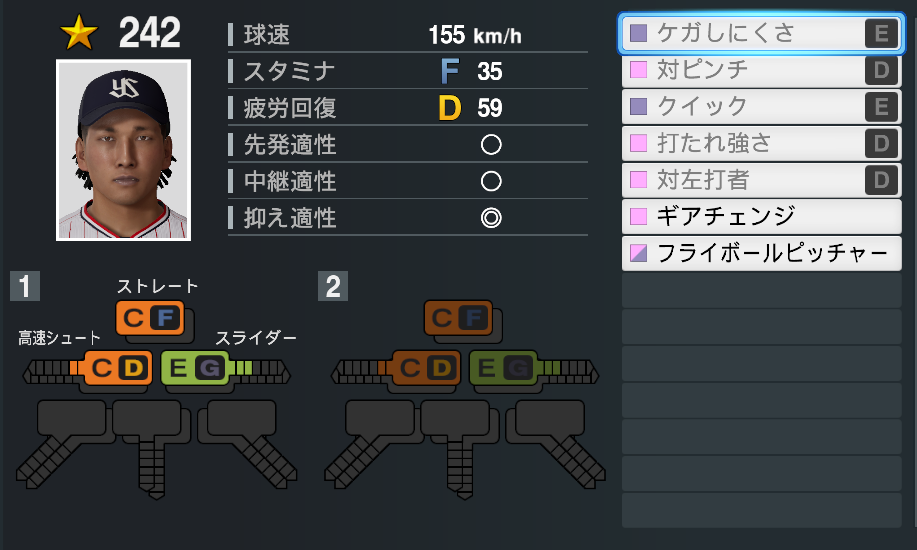 242
球速 155 km/h
スタミナ F 35
疲労回復 D 59
先発適性 ○
中継適性 ○
抑え適性 ◎
ケガしにくさ E
対ピンチ D
クイック E
打たれ強さ D
対左打者 D
ギアチェンジ
フライボールピッチャー
YS
1
ストレート
C F
高速シュート
C D
スライダー
E G
2
C F
C D
E G